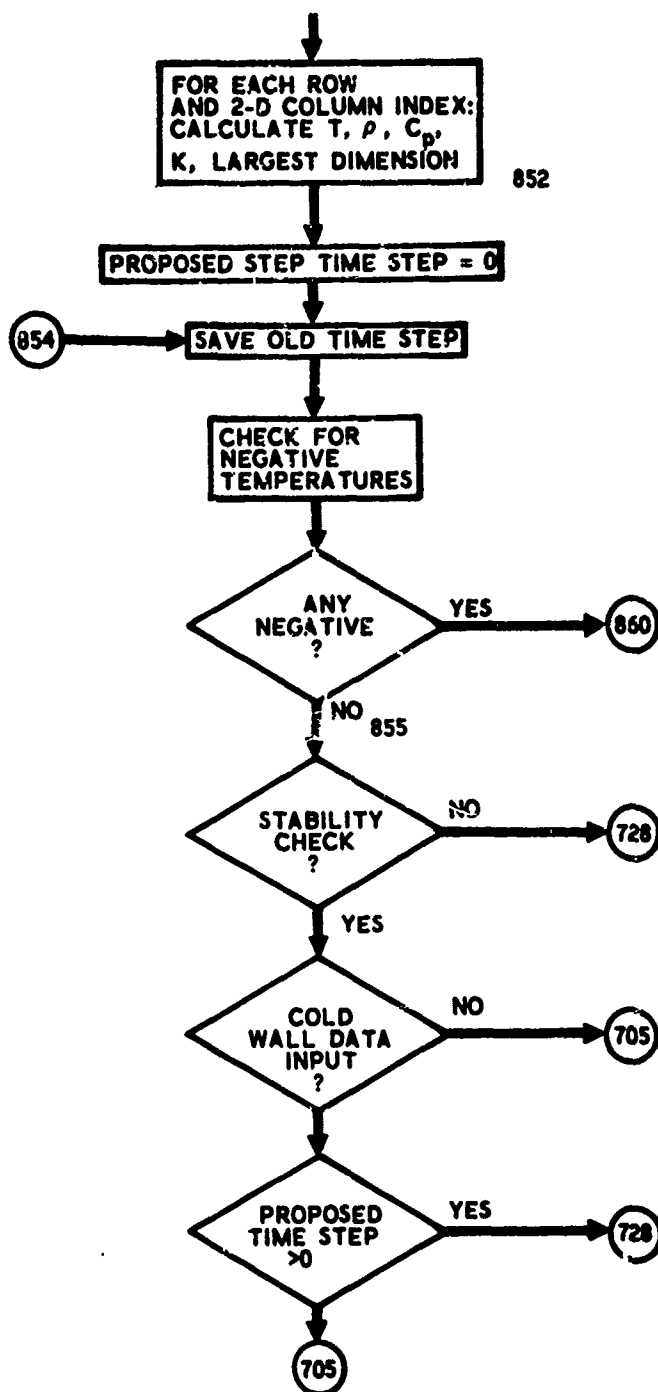 FOR EACH ROW
AND 2-D COLUMN INDEX:
CALCULATE T, ρ, Cp,
K, LARGEST DIMENSION
852
PROPOSED STEP TIME STEP = 0
854
SAVE OLD TIME STEP
CHECK FOR
NEGATIVE
TEMPERATURES
ANY
NEGATIVE
?
YES
860
NO
855
STABILITY
CHECK
?
NO
728
YES
COLD
WALL DATA
INPUT
?
NO
705
PROPOSED
TIME STEP
>0
YES
728
705